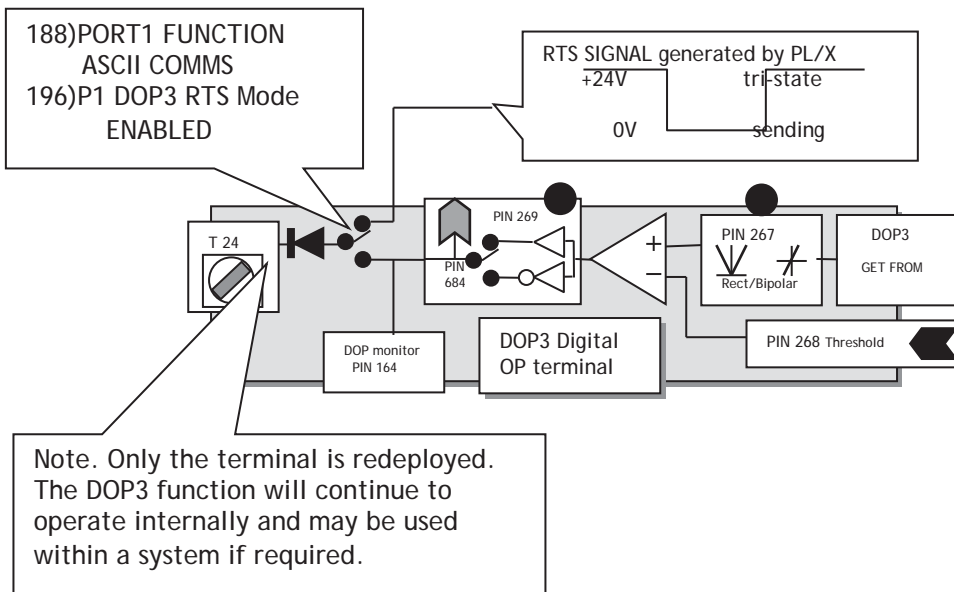 188)PORT1 FUNCTION
ASCII COMMS
196)P1 DOP3 RTS Mode
ENABLED
RTS SIGNAL generated by PL/X
+24V tri-state
0V sending
T 24
PIN 269
PIN
684
+
−
PIN 267
Rect/Bipolar
DOP3
GET FROM
DOP monitor
PIN 164
DOP3 Digital
OP terminal
PIN 268 Threshold
Note. Only the terminal is redeployed.
The DOP3 function will continue to
operate internally and may be used
within a system if required.